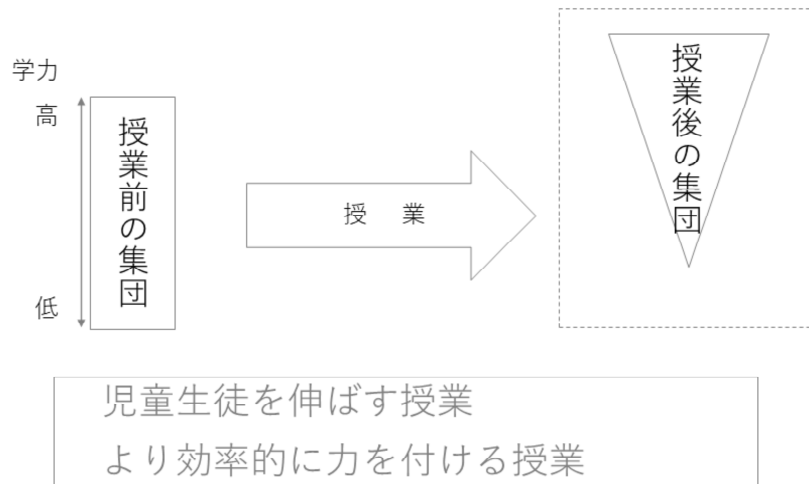 学力
高
低
授業前の集団
授　業
授業後の集団
児童生徒を伸ばす授業
より効率的に力を付ける授業